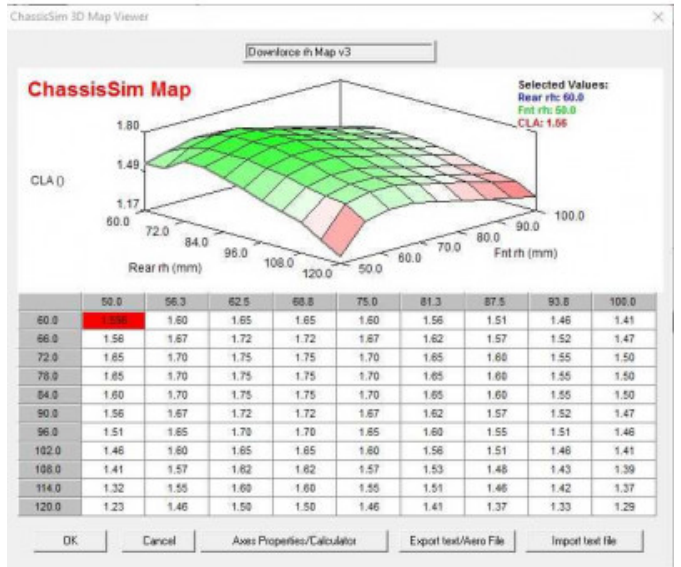 ChassisSim 3D Map Viewer
Downforce rh Map v3
ChassisSim Map
Selected Values:
Rear rh: 60.0
Fnt rh: 50.0
CLA: 1.56
1.80
1.49
1.17
CLA ()
60.0 72.0 84.0 96.0 108.0 120.0
Rear rh (mm)
50.0 60.0 70.0 80.0 90.0 100.0
Fnt rh (mm)
50.0 56.3 62.5 68.8 75.0 81.3 87.5 93.8 100.0
60.0 1.60 1.65 1.65 1.60 1.56 1.51 1.46 1.41
66.0 1.56 1.67 1.72 1.72 1.67 1.62 1.57 1.52 1.47
72.0 1.65 1.70 1.75 1.75 1.70 1.65 1.60 1.55 1.50
78.0 1.65 1.70 1.75 1.75 1.70 1.65 1.60 1.55 1.50
84.0 1.60 1.70 1.75 1.75 1.70 1.65 1.60 1.55 1.50
90.0 1.56 1.67 1.72 1.72 1.67 1.62 1.57 1.52 1.47
96.0 1.51 1.65 1.70 1.70 1.65 1.60 1.55 1.51 1.46
102.0 1.46 1.60 1.65 1.65 1.60 1.56 1.51 1.46 1.41
108.0 1.41 1.57 1.62 1.62 1.57 1.53 1.48 1.43 1.39
114.0 1.32 1.55 1.60 1.60 1.55 1.51 1.46 1.42 1.37
120.0 1.23 1.46 1.50 1.50 1.46 1.41 1.37 1.33 1.29
OK Cancel Axes Properties/Calculator Export text/Aero File Import text file